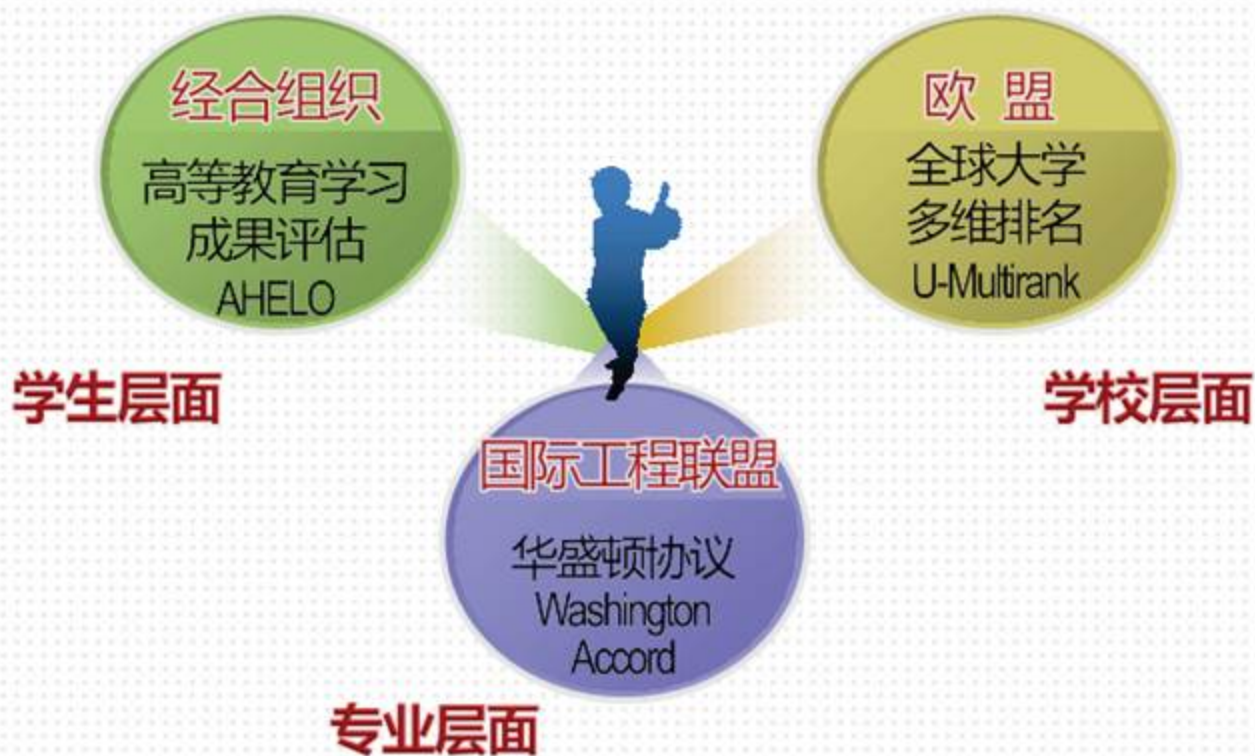 经合组织
高等教育学习
成果评估
AHELO
学生层面
欧 盟
全球大学
多维排名
U-Multirank
学校层面
国际工程联盟
华盛顿协议
Washington
Accord
专业层面